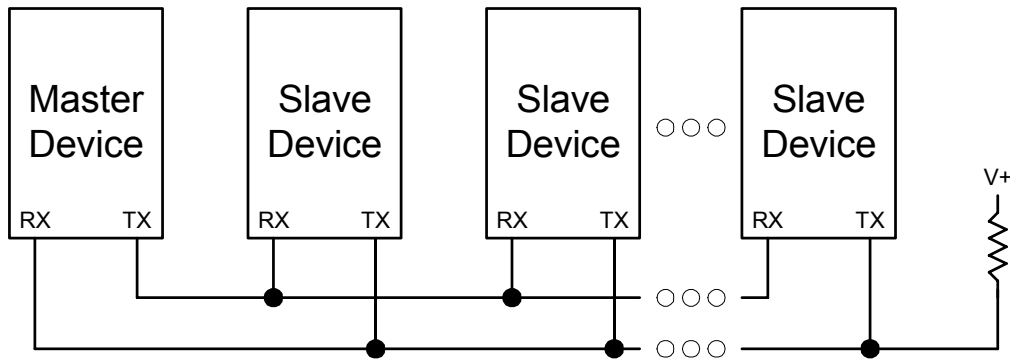 Master
Device
Slave
Device
Slave
Device
Slave
Device
V+
RX TX
RX TX
RX TX
RX TX